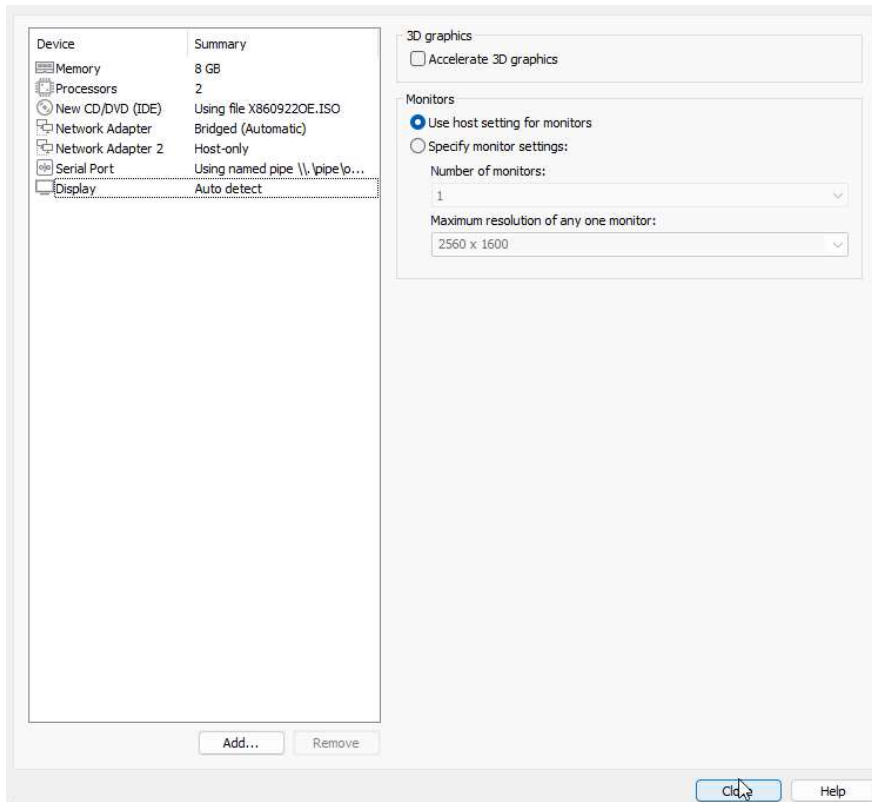 Device Summary
Memory 8 GB
Processors 2
New CD/DVD (IDE) Using file X860922OE.ISO
Network Adapter Bridged (Automatic)
Network Adapter 2 Host-only
Serial Port Using named pipe \\.\pipe\o...
Display Auto detect
Add... Remove
3D graphics
Accelerate 3D graphics
Monitors
Use host setting for monitors
Specify monitor settings:
Number of monitors:
1
Maximum resolution of any one monitor:
2560 x 1600
Help